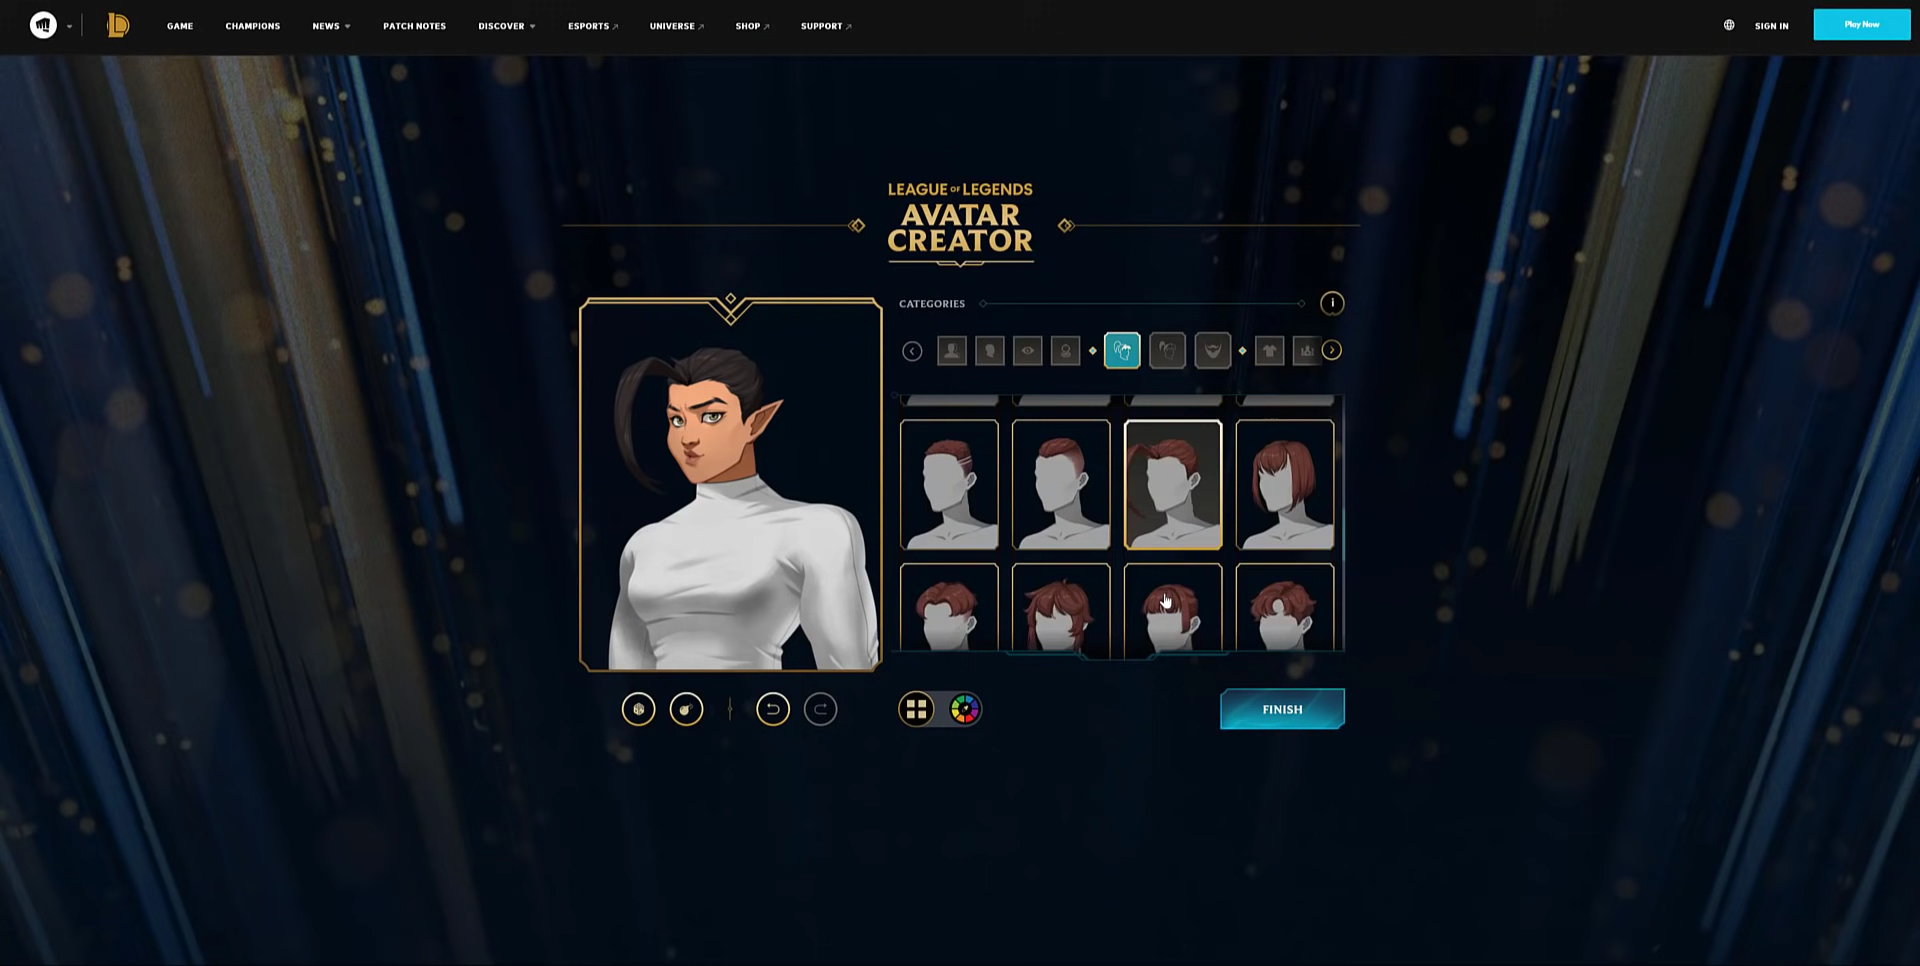 GAME CHAMPIONS NEWS PATCH NOTES DISCOVER ESPORTS UNIVERSE SHOP SUPPORT SIGN IN Play Now
LEAGUE OF LEGENDS
AVATAR
CREATOR
CATEGORIES
FINISH